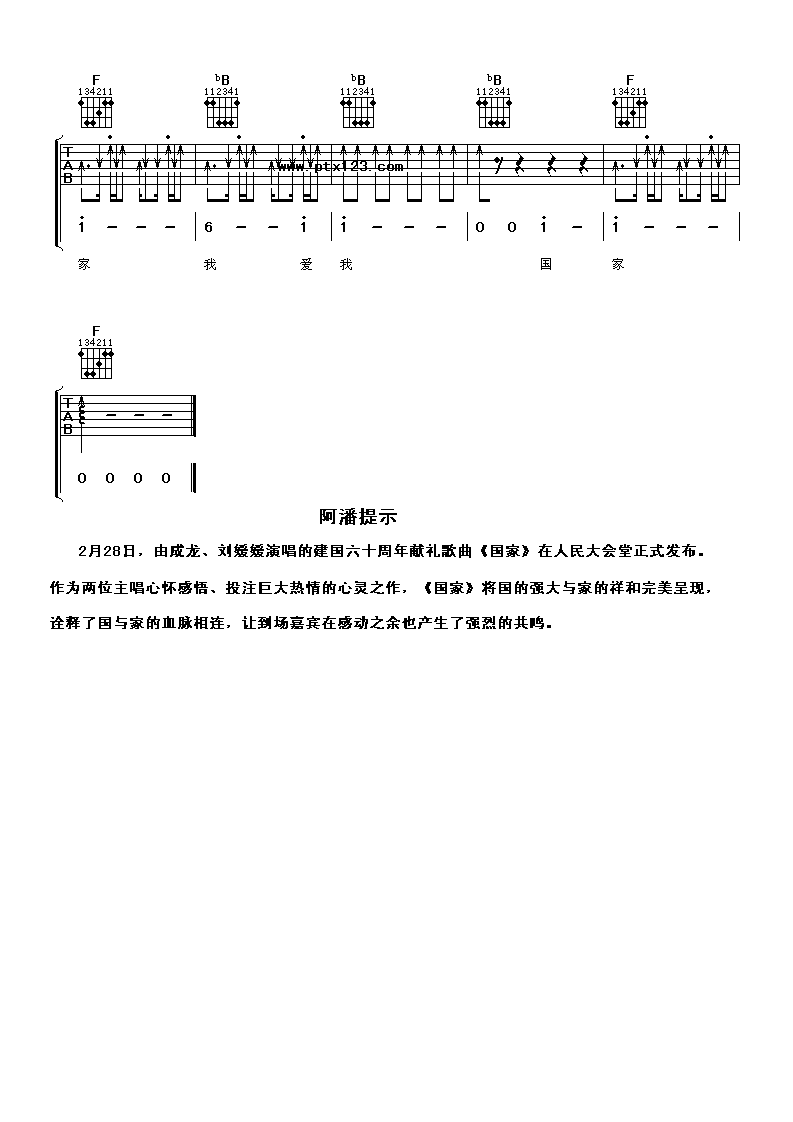 F ᵇB ᵇB ᵇB F
134211 112341 112341 112341 134211
T
A
B
www.ptx123.com
1 - - - 6 - - 1 1 - - - 0 0 1 - 1 - - -
家 我 爱 我 国 家
F
134211
T
A
B
0 0 0 0
阿潘提示
2月28日，由成龙、刘媛媛演唱的建国六十周年献礼歌曲《国家》在人民大会堂正式发布。
作为两位主唱心怀感悟、投注巨大热情的心灵之作，《国家》将国的强大与家的祥和完美呈现，
诠释了国与家的血脉相连，让到场嘉宾在感动之余也产生了强烈的共鸣。